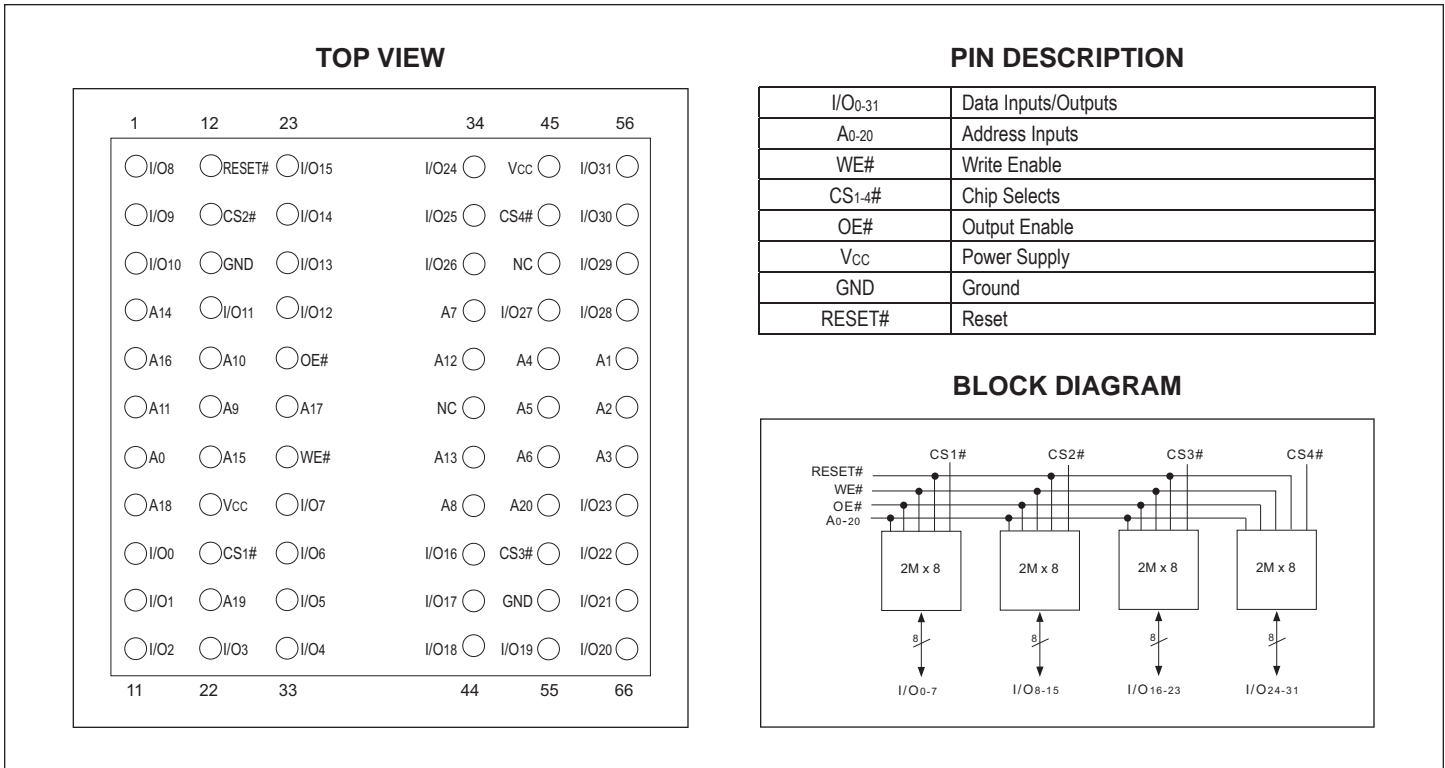 TOP VIEW
1 12 23 34 45 56
I/O8 RESET# I/O15 I/O24 VCC I/O31
I/O9 CS2# I/O14 I/O25 CS4# I/O30
I/O10 GND I/O13 I/O26 NC I/O29
A14 I/O11 I/O12 A7 I/O27 I/O28
A16 A10 OE# A12 A4 A1
A11 A9 A17 NC A5 A2
A0 A15 WE# A13 A6 A3
A18 VCC I/O7 A8 A20 I/O23
I/O0 CS1# I/O6 I/O16 CS3# I/O22
I/O1 A19 I/O5 I/O17 GND I/O21
I/O2 I/O3 I/O4 I/O18 I/O19 I/O20
11 22 33 44 55 66
PIN DESCRIPTION
I/O0-31 Data Inputs/Outputs
A0-20 Address Inputs
WE# Write Enable
CS1-4# Chip Selects
OE# Output Enable
VCC Power Supply
GND Ground
RESET# Reset
BLOCK DIAGRAM
CS1# CS2# CS3# CS4#
RESET#
WE#
OE#
A0-20
2M x 8 2M x 8 2M x 8 2M x 8
8 8 8 8
I/O0-7 I/O8-15 I/O16-23 I/O24-31